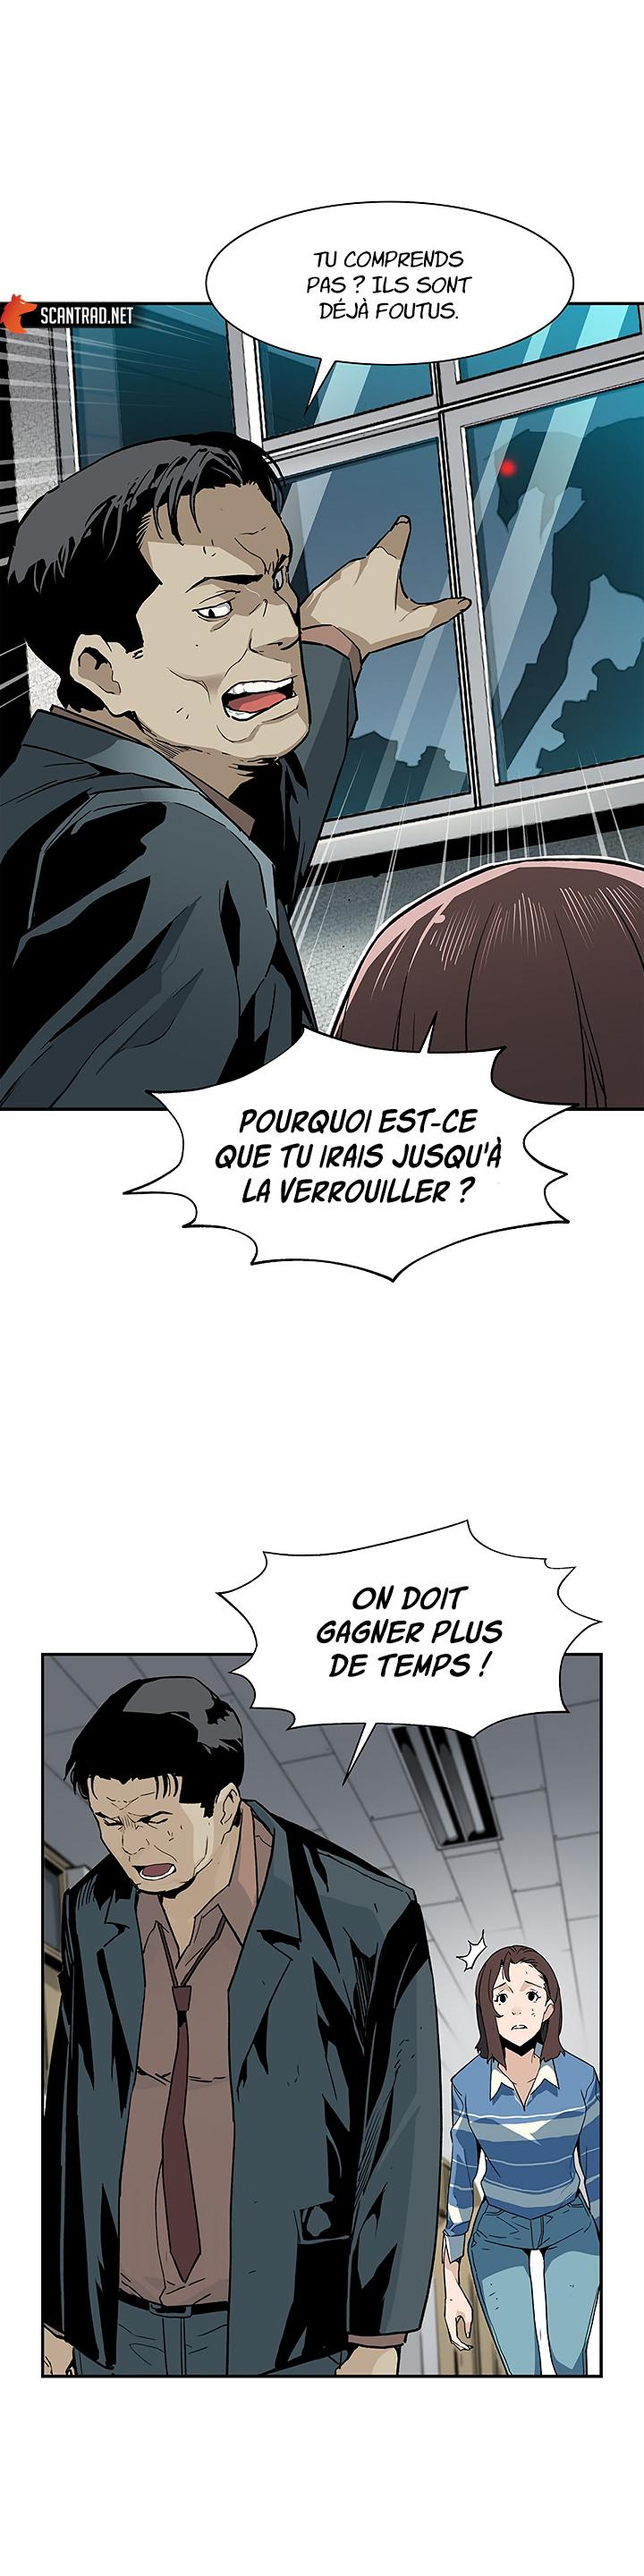 TU COMPRENDS
PAS ? ILS SONT
DÉJÀ FOUTUS.
SCANTRAD.NET
POURQUOI EST-CE
QUE TU IRAIS JUSQU'À
LA VERROUILLER ?
ON DOIT
GAGNER PLUS
DE TEMPS !